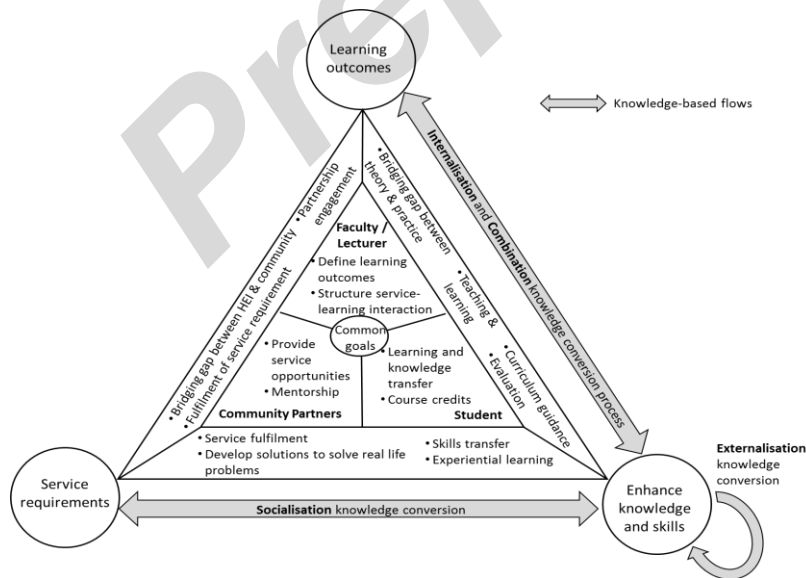 Learning
outcomes
Knowledge-based flows
Internalisation and Combination knowledge conversion process
• Partnership
engagement
• Bridging gap between HEI & community
• Fulfilment of service requirement
• Bridging gap between
theory & practice
• Teaching &
learning
• Curriculum guidance
• Evaluation
Faculty /
Lecturer
• Define learning
outcomes
• Structure service-
learning interaction
Common
goals
• Provide
service
opportunities
• Mentorship
Community Partners
• Learning and
knowledge
transfer
• Course credits
Student
• Service fulfilment
• Develop solutions to solve real life
problems
• Skills transfer
• Experiential learning
Service
requirements
Socialisation knowledge conversion
Enhance
knowledge
and skills
Externalisation
knowledge
conversion